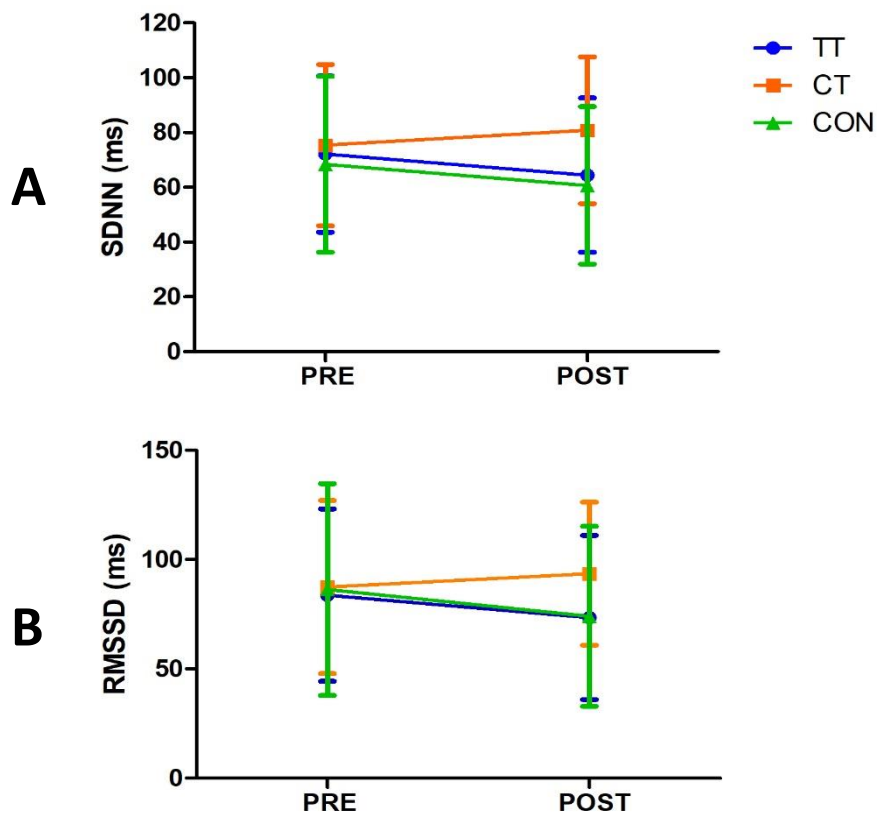 A
SDNN (ms)
120
100
80
60
40
20
0
PRE POST
TT
CT
CON
B
RMSSD (ms)
150
100
50
0
PRE POST